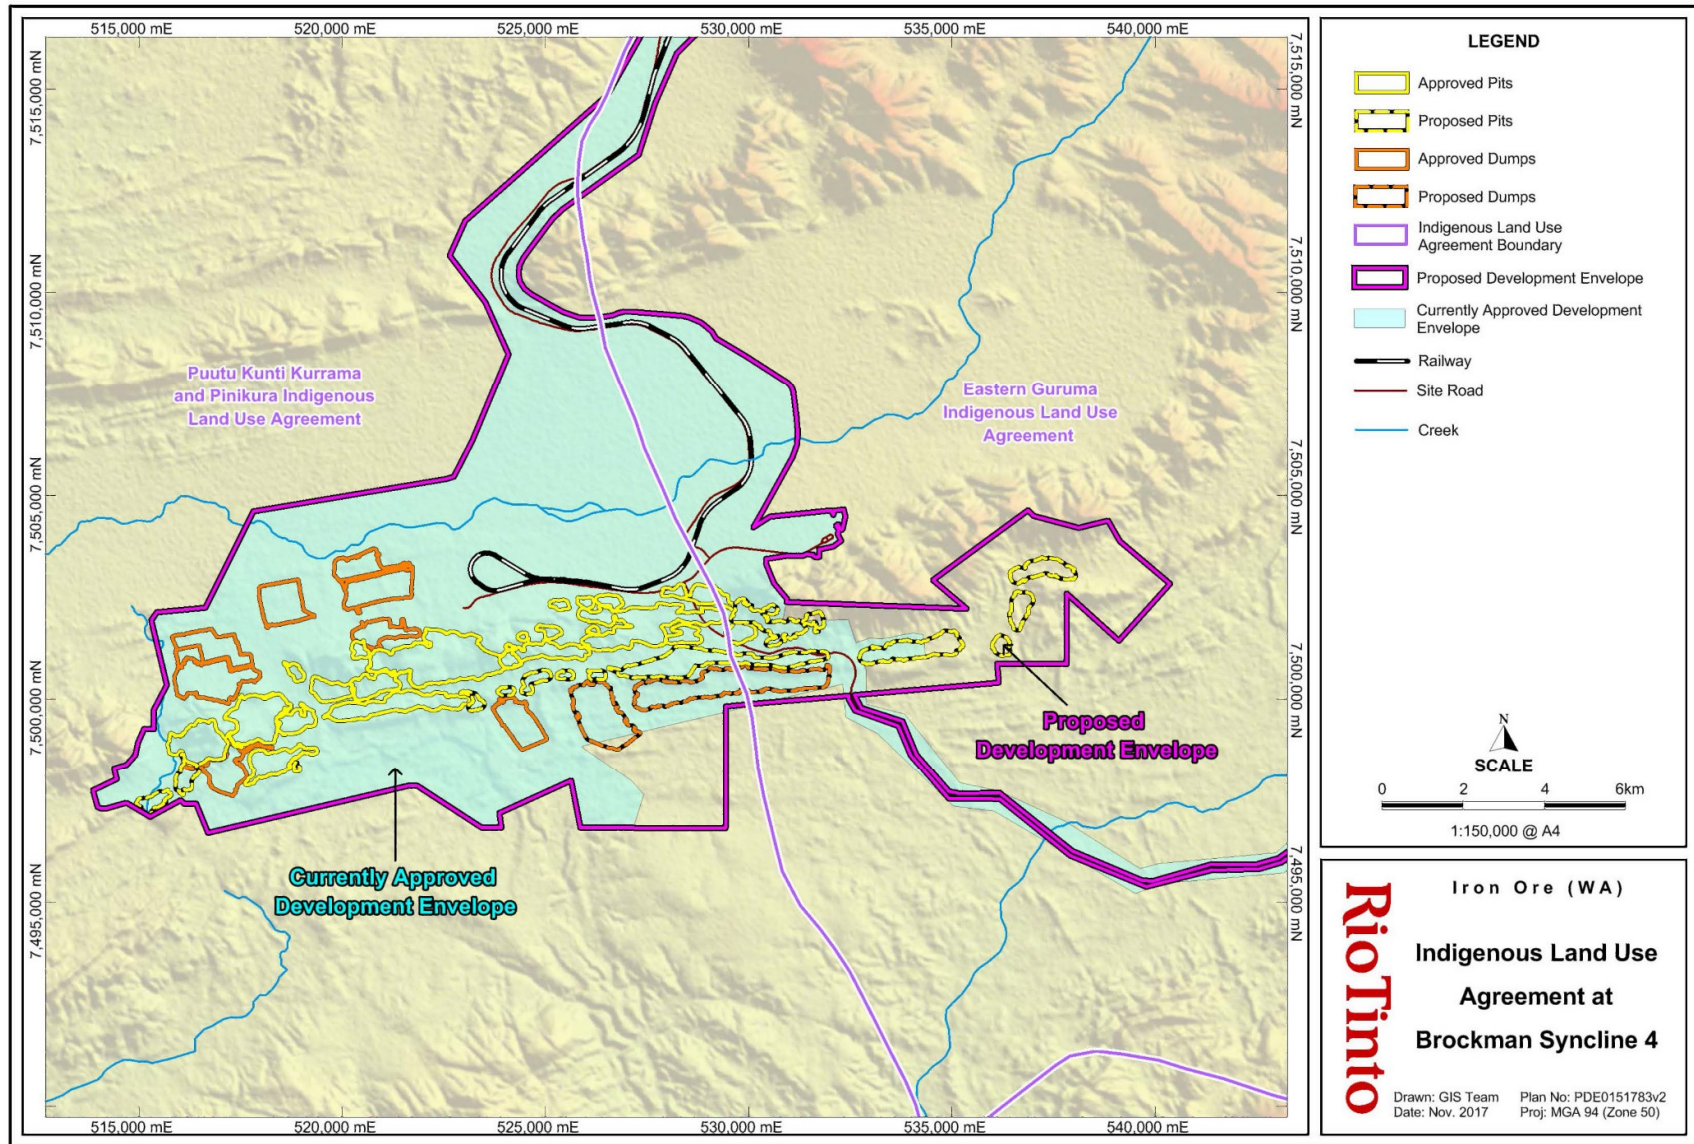 515,000 mE
520,000 mE
525,000 mE
530,000 mE
535,000 mE
540,000 mE
7,515,000 mN
7,510,000 mN
7,505,000 mN
7,500,000 mN
7,495,000 mN
7,515,000 mN
7,510,000 mN
7,505,000 mN
7,500,000 mN
7,495,000 mN
Puutu Kunti Kurrama
and Pinikura Indigenous
Land Use Agreement
Eastern Guruma
Indigenous Land Use
Agreement
Proposed
Development Envelope
Currently Approved
Development Envelope
515,000 mE
520,000 mE
525,000 mE
530,000 mE
535,000 mE
540,000 mE
LEGEND
Approved Pits
Proposed Pits
Approved Dumps
Proposed Dumps
Indigenous Land Use
Agreement Boundary
Proposed Development Envelope
Currently Approved Development
Envelope
Railway
Site Road
Creek
N
SCALE
0 2 4 6km
1:150,000 @ A4
RioTinto
Iron Ore (WA)
Indigenous Land Use
Agreement at
Brockman Syncline 4
Drawn: GIS Team Plan No: PDE0151783v2
Date: Nov. 2017 Proj: MGA 94 (Zone 50)